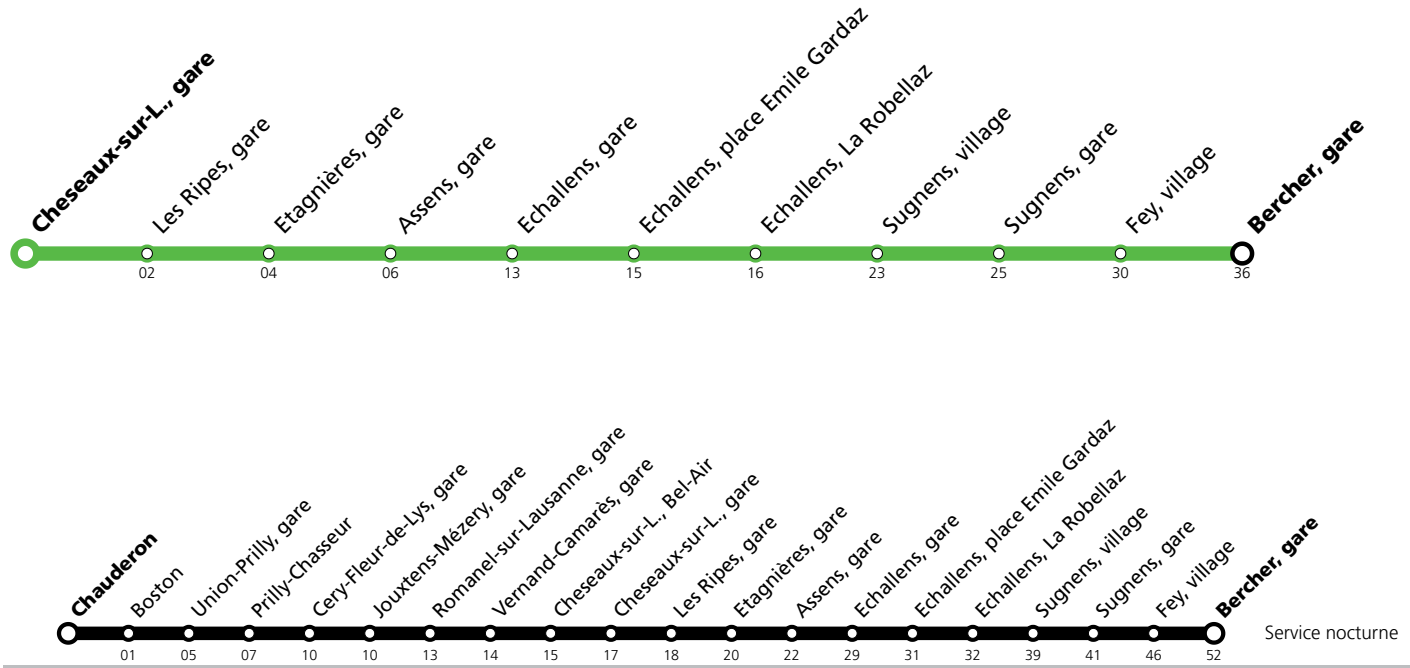 Cheseaux-sur-L., gare
Les Ripes, gare
Etagnières, gare
Assens, gare
Echallens, gare
Echallens, place Emile Gardaz
Echallens, La Robellaz
Sugnens, village
Sugnens, gare
Fey, village
Bercher, gare
02 04 06 13 15 16 23 25 30 36
Chauderon
Boston
Union-Prilly, gare
Prilly-Chasseur
Cery-Fleur-de-Lys, gare
Jouxtens-Mézery, gare
Romanel-sur-Lausanne, gare
Vernand-Camarès, gare
Cheseaux-sur-L., Bel-Air
Cheseaux-sur-L., gare
Les Ripes, gare
Etagnières, gare
Assens, gare
Echallens, gare
Echallens, place Emile Gardaz
Echallens, La Robellaz
Sugnens, village
Sugnens, gare
Fey, village
Bercher, gare
Service nocturne
01 05 07 10 10 13 14 15 17 18 20 22 29 31 32 39 41 46 52